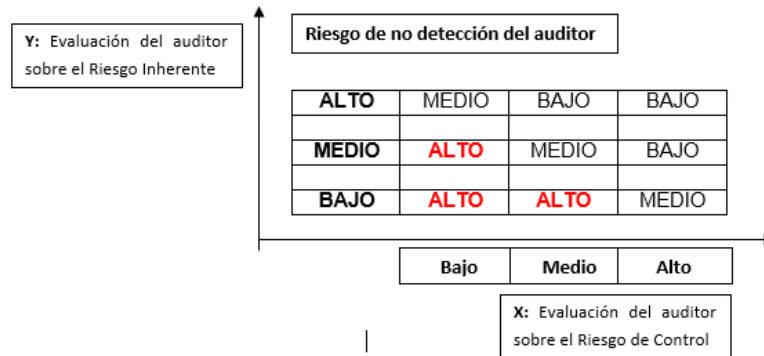 Riesgo de no detección del auditor
Y: Evaluación del auditor
sobre el Riesgo Inherente
ALTO MEDIO BAJO BAJO
MEDIO ALTO MEDIO BAJO
BAJO ALTO ALTO MEDIO
Bajo Medio Alto
X: Evaluación del auditor
sobre el Riesgo de Control